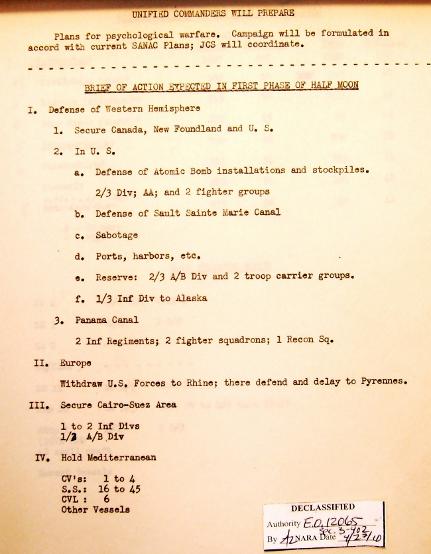 UNIFIED COMMANDERS WILL PREPARE
Plans for psychological warfare. Campaign will be formulated in
accord with current SANAC Plans; JCS will coordinate.
BRIEF OF ACTION EXPECTED IN FIRST PHASE OF HALF MOON
I. Defense of Western Hemisphere
1. Secure Canada, New Foundland and U. S.
2. In U. S.
a. Defense of Atomic Bomb installations and stockpiles.
2/3 Div; AA; and 2 fighter groups
b. Defense of Sault Sainte Marie Canal
c. Sabotage
d. Ports, harbors, etc.
e. Reserve: 2/3 A/B Div and 2 troop carrier groups.
f. 1/3 Inf Div to Alaska
3. Panama Canal
2 Inf Regiments; 2 fighter squadrons; 1 Recon Sq.
II. Europe
Withdraw U.S. Forces to Rhine; there defend and delay to Pyrennes.
III. Secure Cairo-Suez Area
1 to 2 Inf Divs
A/B Div
IV. Hold Mediterranean
CV's: 1 to 4
S.S.: 16 to 45
CVL : 6
Other Vessels
DECLASSIFIED
Authority E.O. 12065
Sec. 3-402
By NARA Date 4/23/10